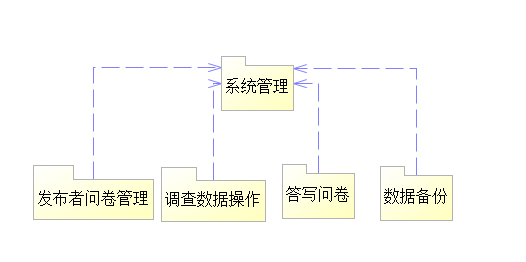 系统管理
发布者问卷管理
调查数据操作
答写问卷
数据备份